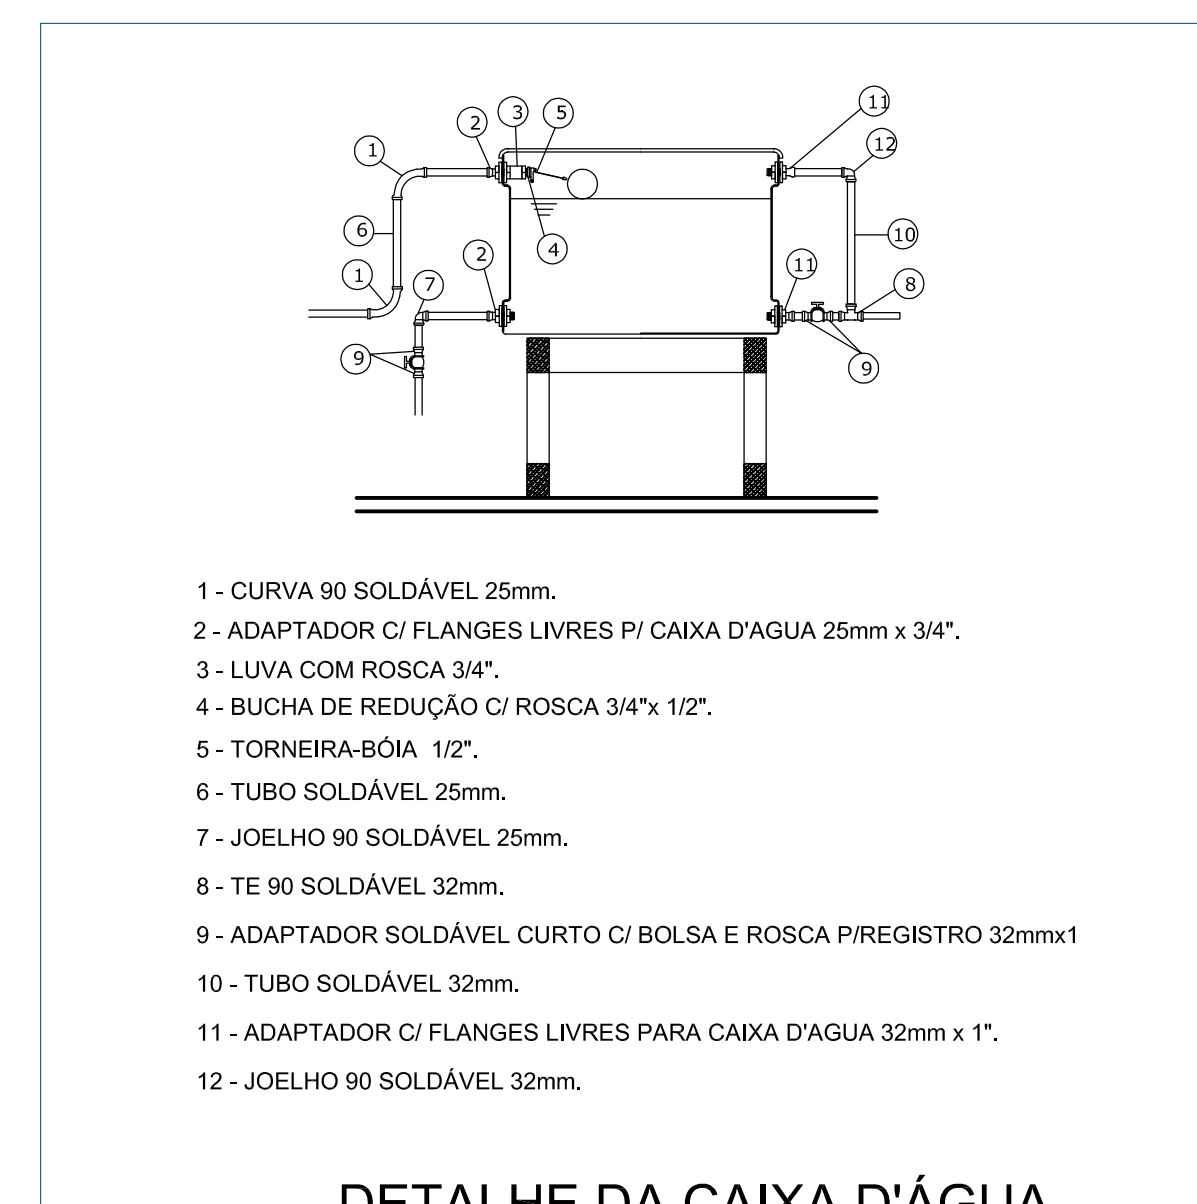 3
5
11
2
12
1
6
10
4
2
11
1
7
8
9
9
1 - CURVA 90 SOLDÁVEL 25mm.
2 - ADAPTADOR C/ FLANGES LIVRES P/ CAIXA D'AGUA 25mm x 3/4".
3 - LUVA COM ROSCA 3/4".
4 - BUCHA DE REDUÇÃO C/ ROSCA 3/4"x 1/2".
5 - TORNEIRA-BÓIA 1/2".
6 - TUBO SOLDÁVEL 25mm.
7 - JOELHO 90 SOLDÁVEL 25mm.
8 - TE 90 SOLDÁVEL 32mm.
9 - ADAPTADOR SOLDÁVEL CURTO C/ BOLSA E ROSCA P/REGISTRO 32mmx1
10 - TUBO SOLDÁVEL 32mm.
11 - ADAPTADOR C/ FLANGES LIVRES PARA CAIXA D'AGUA 32mm x 1".
12 - JOELHO 90 SOLDÁVEL 32mm.
DETALHE DA CAIXA D'ÁGUA